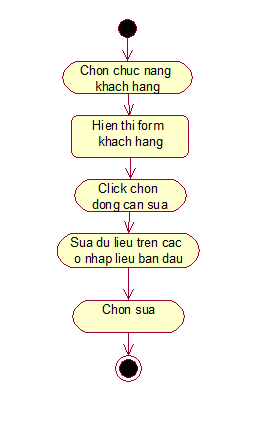 Chon chuc nang
khach hang
Hien thi form
khach hang
Click chon
dong can sua
Sua du lieu tren cac
o nhap lieu ban dau
Chon sua